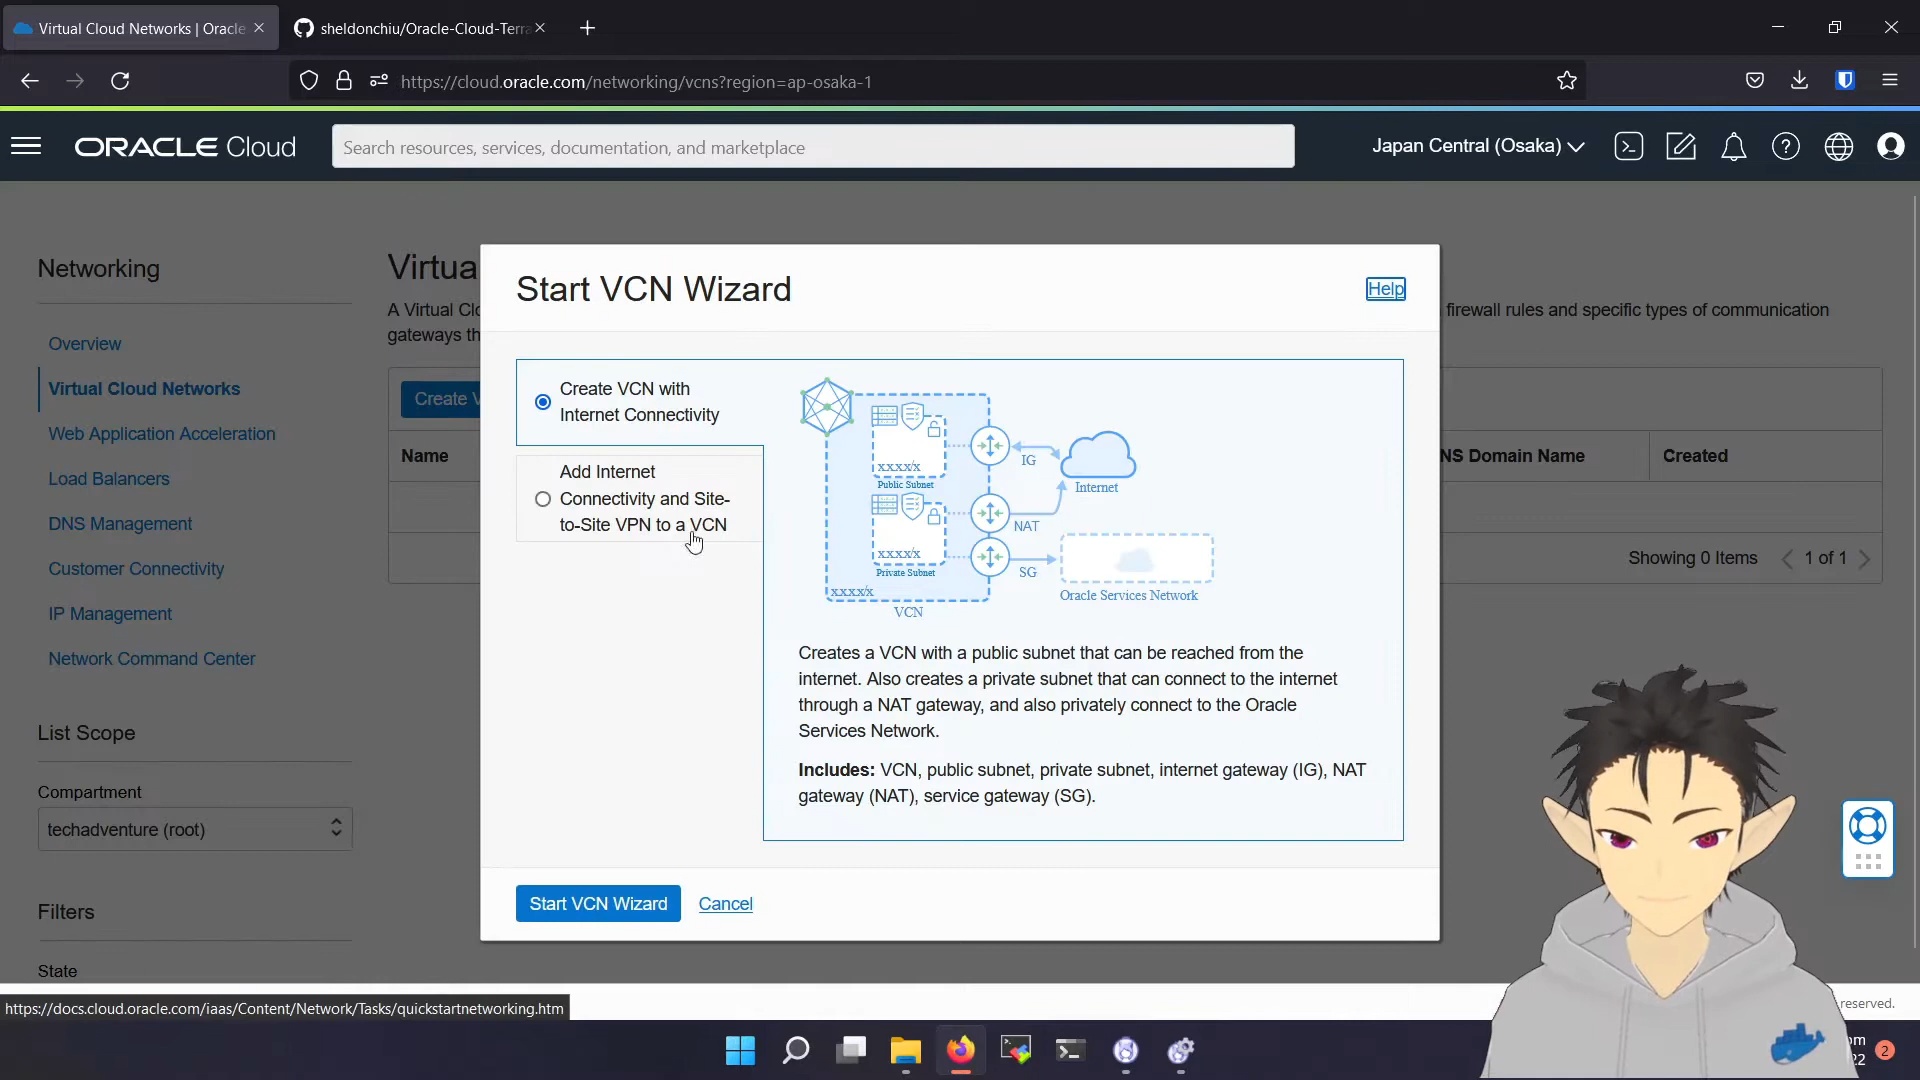 Virtual Cloud Networks | Oracle
sheldonchiu/Oracle-Cloud-Terra
https://cloud.oracle.com/networking/vcns?region=ap-osaka-1
ORACLE Cloud
Search resources, services, documentation, and marketplace
Japan Central (Osaka)
Networking
Overview
Virtual Cloud Networks
Web Application Acceleration
Load Balancers
DNS Management
Customer Connectivity
IP Management
Network Command Center
List Scope
Compartment
techadventure (root)
Filters
State
Virtua
A Virtual Clo
firewall rules and specific types of communication
gateways th
Create V
Name
NS Domain Name
Created
Showing 0 Items
1 of 1
Start VCN Wizard
Help
Create VCN with
Internet Connectivity
Add Internet
Connectivity and Site-
to-Site VPN to a VCN
xxxx/x
Public Subnet
IG
Internet
xxxx/x
Private Subnet
NAT
SG
xxxx/x
VCN
Oracle Services Network
Creates a VCN with a public subnet that can be reached from the
internet. Also creates a private subnet that can connect to the internet
through a NAT gateway, and also privately connect to the Oracle
Services Network.
Includes: VCN, public subnet, private subnet, internet gateway (IG), NAT
gateway (NAT), service gateway (SG).
Start VCN Wizard
Cancel
reserved.
https://docs.cloud.oracle.com/iaas/Content/Network/Tasks/quickstartnetworking.htm
22
2